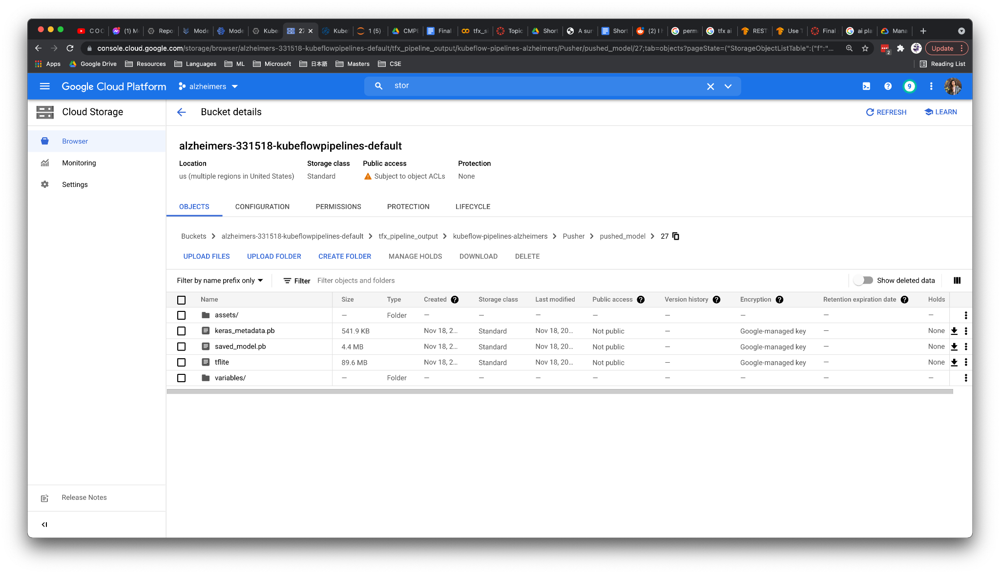 COO (1) M Repo Mode Mode Kube 27 Kube 1 (5) CMPE Final tfx_s Topic Short A sur Short (2) I h perm tfx ai REST Use T Final ai pla Mana
console.cloud.google.com/storage/browser/alzheimers-331518-kubeflowpipelines-default/tfx_pipeline_output/kubeflow-pipelines-alzheimers/Pusher/pushed_model/27;tab=objects?pageState=("StorageObjectListTable":("f":"... 2 Update
Apps Google Drive Resources Languages ML Microsoft 日本語 Masters CSE Reading List
Google Cloud Platform alzheimers stor 9
Cloud Storage Bucket details REFRESH LEARN
Browser
Monitoring
Settings
alzheimers-331518-kubeflowpipelines-default
Location Storage class Public access Protection
us (multiple regions in United States) Standard Subject to object ACLs None
OBJECTS CONFIGURATION PERMISSIONS PROTECTION LIFECYCLE
Buckets > alzheimers-331518-kubeflowpipelines-default > tfx_pipeline_output > kubeflow-pipelines-alzheimers > Pusher > pushed_model > 27
UPLOAD FILES UPLOAD FOLDER CREATE FOLDER MANAGE HOLDS DOWNLOAD DELETE
Filter by name prefix only Filter Filter objects and folders Show deleted data
Name Size Type Created Storage class Last modified Public access Version history Encryption Retention expiration date Holds
assets/ — Folder — — — — — — — —
keras_metadata.pb 541.9 KB Nov 18, 2... Standard Nov 18, 20... Not public — Google-managed key — None
saved_model.pb 4.4 MB Nov 18, 2... Standard Nov 18, 20... Not public — Google-managed key — None
tflite 89.6 MB Nov 18, 2... Standard Nov 18, 20... Not public — Google-managed key — None
variables/ — Folder — — — — — — — —
Release Notes